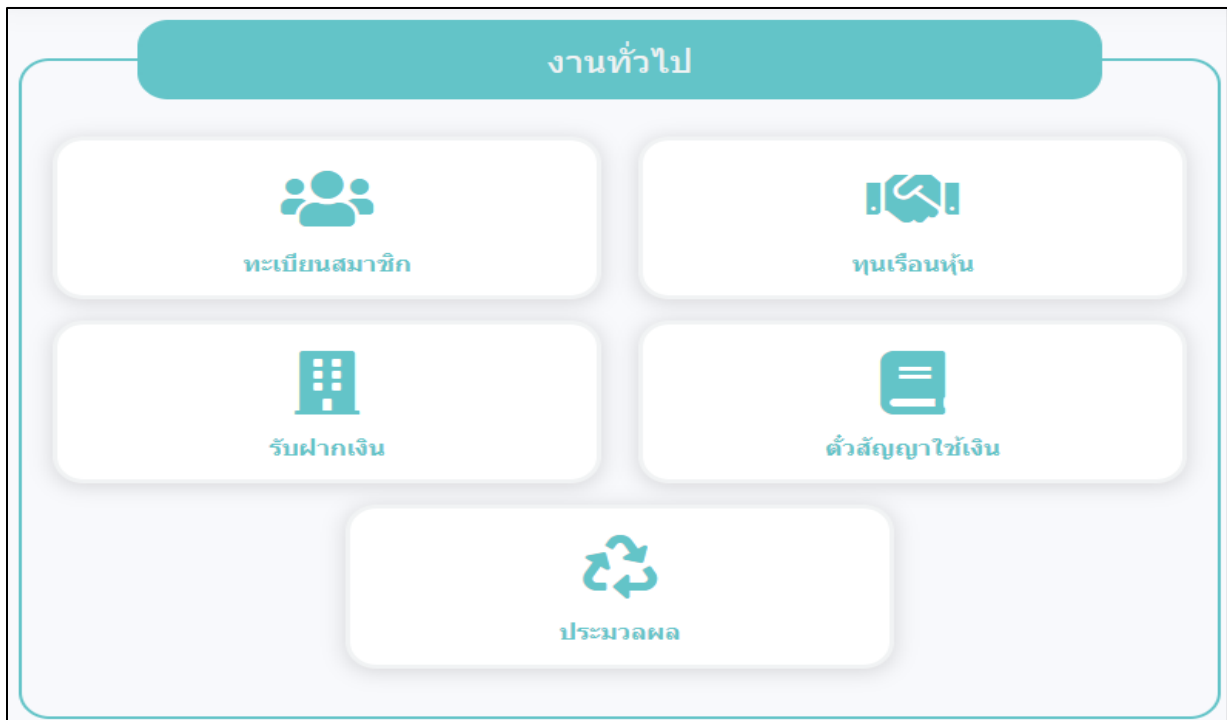 งานทั่วไป
ทะเบียนสมาชิก
ทุนเรือนหุ้น
รับฝากเงิน
ตั๋วสัญญาใช้เงิน
ประมวลผล